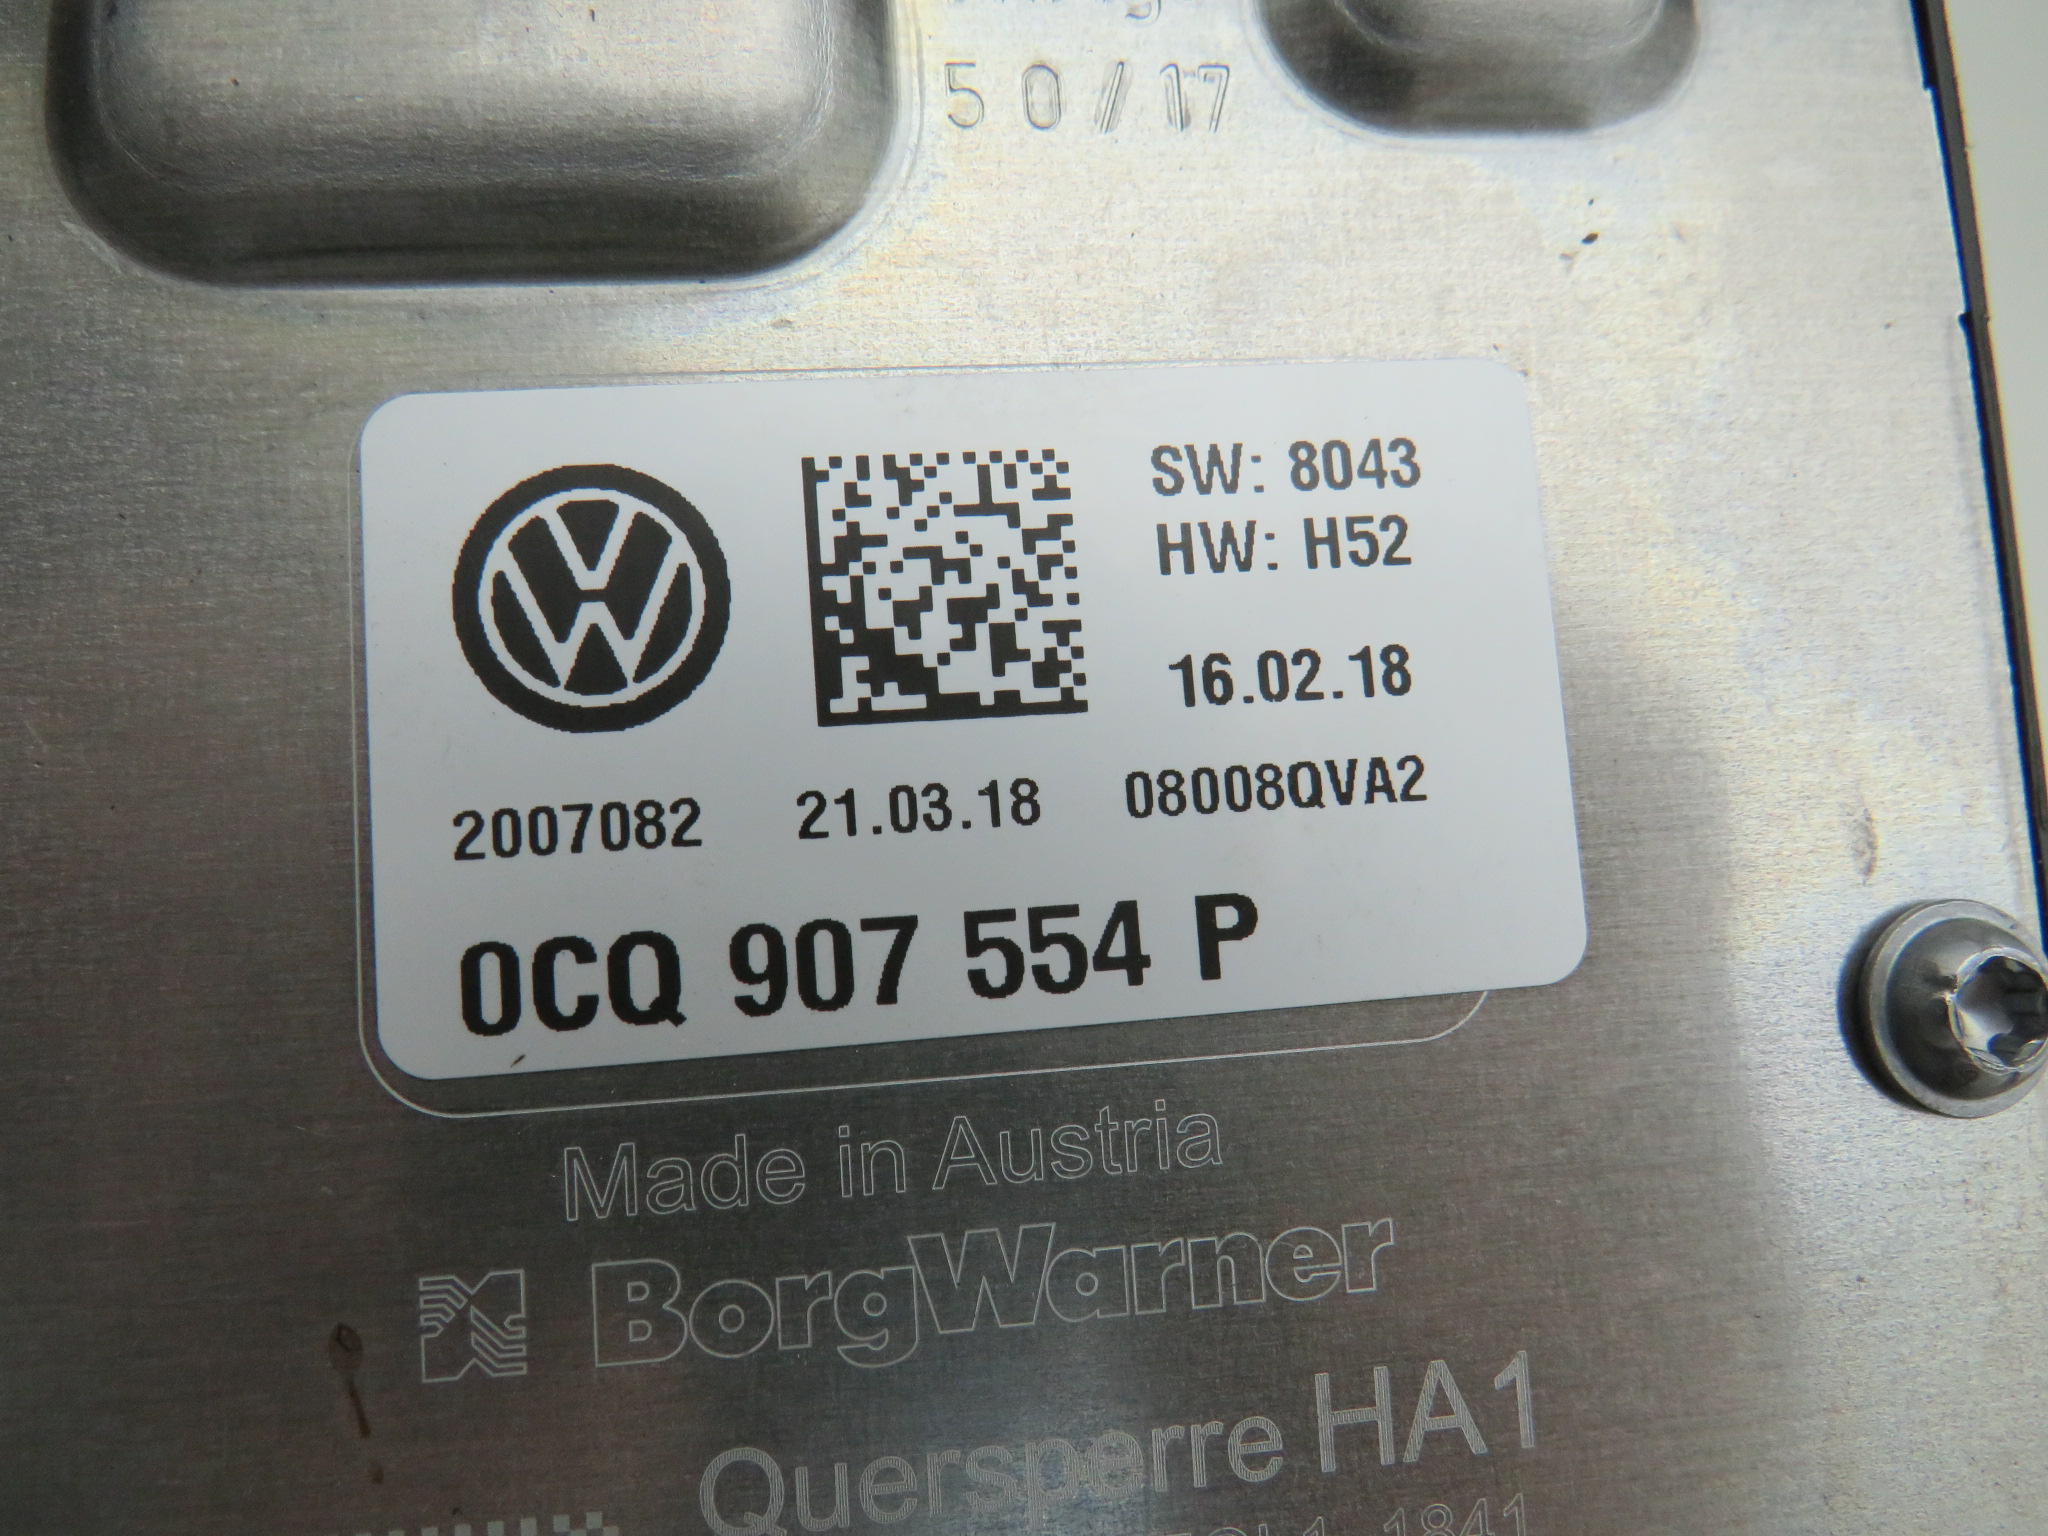 50/17
SW: 8043
HW: H52
16.02.18
2007082 21.03.18 08008QVA2
0CQ 907 554 P
Made in Austria
BorgWarner
Quersperre HA1
1841